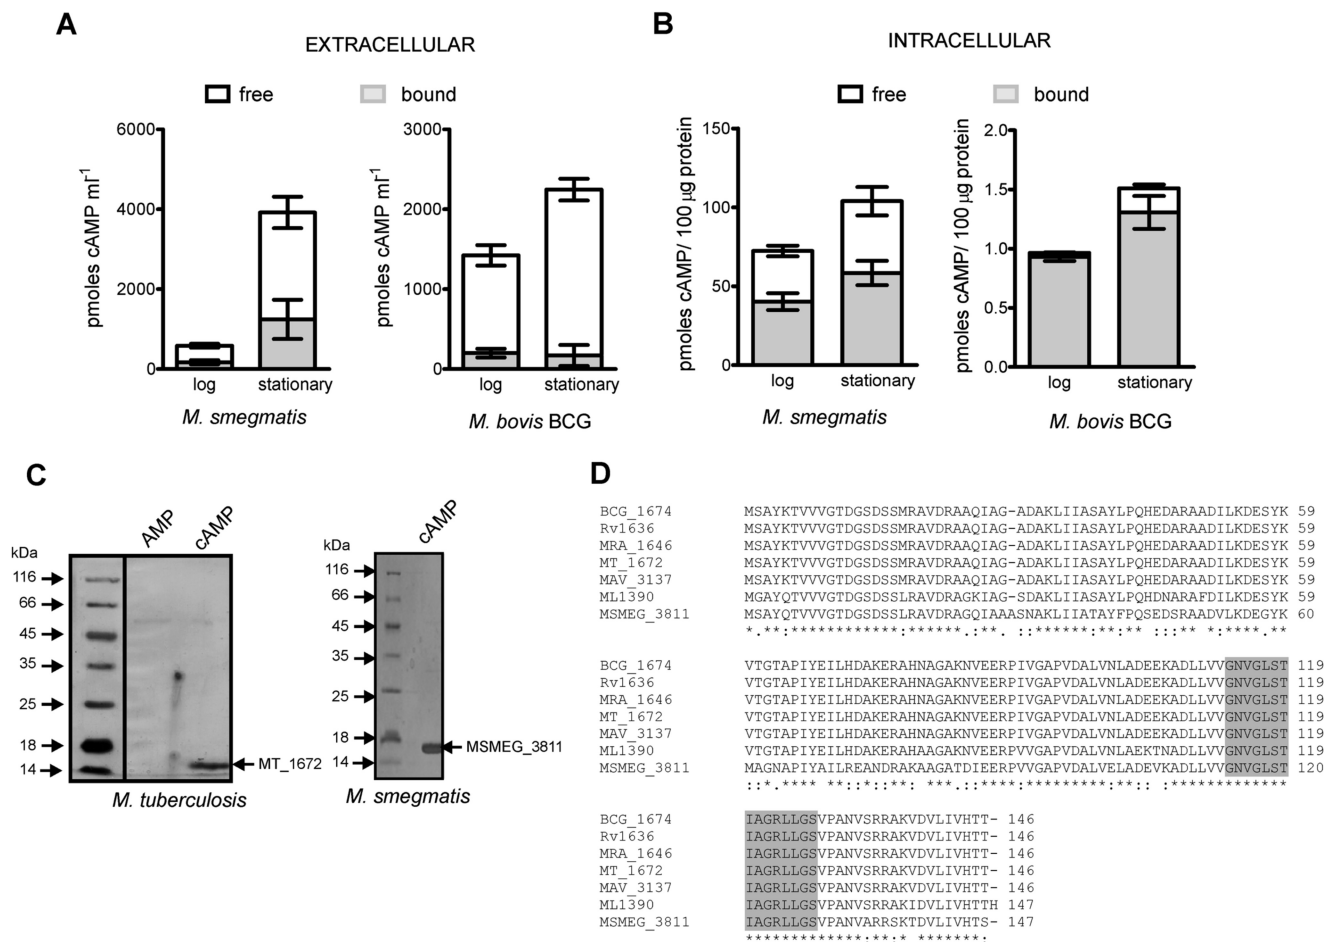 A
EXTRACELLULAR
free
bound
pmoles cAMP ml-1
6000
4000
2000
0
log
stationary
M. smegmatis
pmoles cAMP ml-1
3000
2000
1000
0
log
stationary
M. bovis BCG
B
INTRACELLULAR
free
bound
pmoles cAMP/ 100 µg protein
150
100
50
0
log
stationary
M. smegmatis
pmoles cAMP/ 100 µg protein
2.0
1.5
1.0
0.5
0.0
log
stationary
M. bovis BCG
C
AMP
cAMP
kDa
116
66
45
35
25
18
14
MT_1672
M. tuberculosis
cAMP
kDa
116
66
45
35
25
18
14
MSMEG_3811
M. smegmatis
D
BCG_1674 MSAYKTVVVGTDGSDSSMRAVDRAAQIAG-ADAKLIIASAYLPQHEDARAADILKDESYK 59
Rv1636 MSAYKTVVVGTDGSDSSMRAVDRAAQIAG-ADAKLIIASAYLPQHEDARAADILKDESYK 59
MRA_1646 MSAYKTVVVGTDGSDSSMRAVDRAAQIAG-ADAKLIIASAYLPQHEDARAADILKDESYK 59
MT_1672 MSAYKTVVVGTDGSDSSMRAVDRAAQIAG-ADAKLIIASAYLPQHEDARAADILKDESYK 59
MAV_3137 MSAYKTVVVGTDGSDSSMRAVDRAAQIAG-ADAKLIIASAYLPQHEDARAADILKDESYK 59
ML1390 MGAYQTVVVGTDGSDSSLRAVDRAGKIAG-ADAKLIIASAYLPQHDNARAFDILKDEGYK 59
MSMEG_3811 MSAYQTVVVGTDGSDSSLRAVDRAGQIAAASNAKLIIATAYFPQSEDSRAADVLKDEGYK 60
*.**:************:******.:**. ::******:**:** :::** *:****.**
BCG_1674 VTGTAPIYEILHDAKERAHNAGAKNVEERPIVGAPVDALVNLADEEKADLLVVGNVGLST 119
Rv1636 VTGTAPIYEILHDAKERAHNAGAKNVEERPIVGAPVDALVNLADEEKADLLVVGNVGLST 119
MRA_1646 VTGTAPIYEILHDAKERAHNAGAKNVEERPIVGAPVDALVNLADEEKADLLVVGNVGLST 119
MT_1672 VTGTAPIYEILHDAKERAHNAGAKNVEERPIVGAPVDALVNLADEEKADLLVVGNVGLST 119
MAV_3137 VTGTAPIYEILHDAKERAHNAGAKNVEERPIVGAPVDALVNLADEEKADLLVVGNVGLST 119
ML1390 VTGTAPIYEILHDAKERAHAAGAKNVEERPVVGAPVDALVNLAEKTNADLLVVGNVGLST 119
MSMEG_3811 MAGNAPIYAILREANDRAKAAGATDIEERPVVGAPVDALVELADEVKADLLVVGNVGLST 120
BCG_1674 IAGRLLGSVPANVSRRAKVDVLIVHTT- 146
Rv1636 IAGRLLGSVPANVSRRAKVDVLIVHTT- 146
MRA_1646 IAGRLLGSVPANVSRRAKVDVLIVHTT- 146
MT_1672 IAGRLLGSVPANVSRRAKVDVLIVHTT- 146
MAV_3137 IAGRLLGSVPANVSRRAKVDVLIVHTT- 146
ML1390 IAGRLLGSVPANVSRRAKIDVLIVHTTH 147
MSMEG_3811 IAGRLLGSVPANVARRSKTDVLIVHTS- 147
*************:**:* *******.